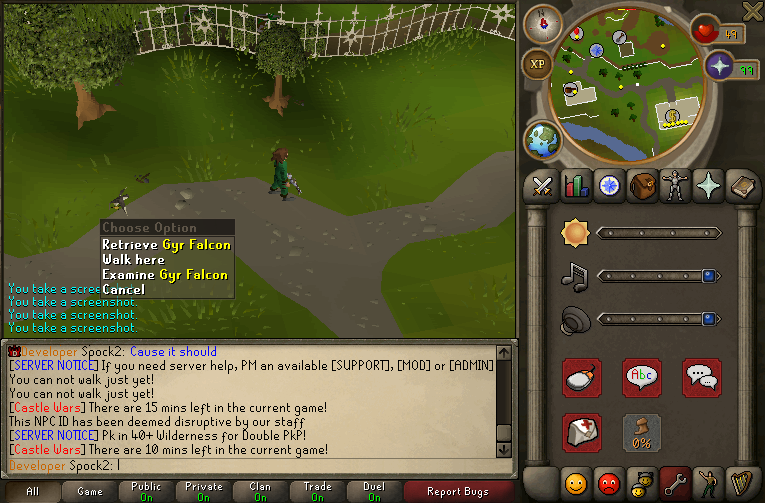 49
XP
99
Choose Option
Retrieve Gyr Falcon
Walk here
Examine Gyr Falcon
Cancel
You take a scree
You take a screenshot.
You take a screenshot.
You take a screenshot.
Developer Spock2: Cause it should
[SERVER NOTICE] If you need server help, PM an available [SUPPORT], [MOD] or [ADMIN]
You can not walk just yet!
You can not walk just yet!
[Castle Wars] There are 15 mins left in the current game!
This NPC ID has been deemed disruptive by our staff
[SERVER NOTICE] Pk in 40+ Wilderness for Double PkP!
[Castle Wars] There are 10 mins left in the current game!
Developer Spock2: |
Abc
0%
All
Game
Public
On
Private
On
Clan
On
Trade
On
Duel
On
Report Bugs